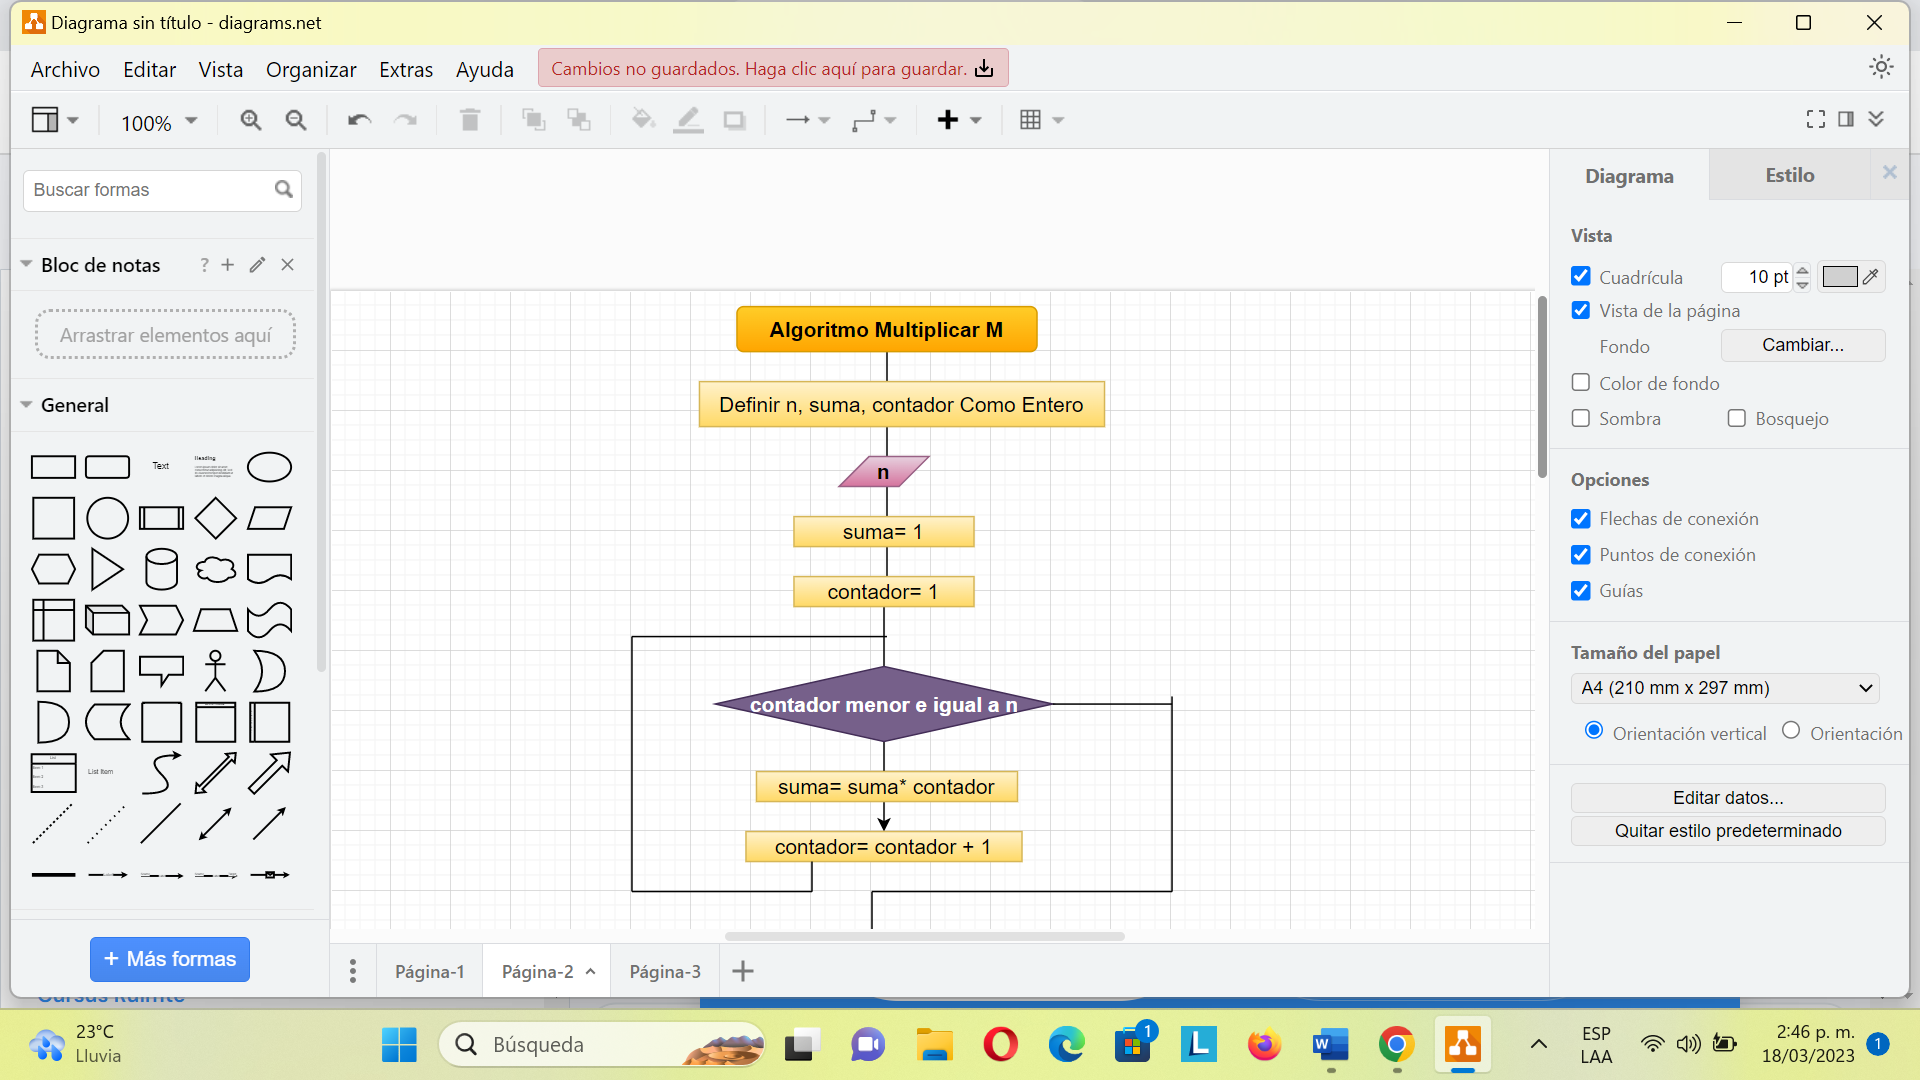 Diagrama sin título - diagrams.net
Archivo Editar Vista Organizar Extras Ayuda Cambios no guardados. Haga clic aquí para guardar.
100%
Buscar formas
Bloc de notas ?
Arrastrar elementos aquí
General
Text
Heading
List Item
+ Más formas
Algoritmo Multiplicar M
Definir n, suma, contador Como Entero
n
suma= 1
contador= 1
contador menor e igual a n
suma= suma* contador
contador= contador + 1
Página-1 Página-2 Página-3
Diagrama Estilo
Vista
Cuadrícula 10 pt
Vista de la página
Fondo Cambiar...
Color de fondo
Sombra Bosquejo
Opciones
Flechas de conexión
Puntos de conexión
Guías
Tamaño del papel
A4 (210 mm x 297 mm)
Orientación vertical Orientación
Editar datos...
Quitar estilo predeterminado
23°C
Lluvia
Búsqueda
1
ESP
LAA
2:46 p. m.
18/03/2023
1